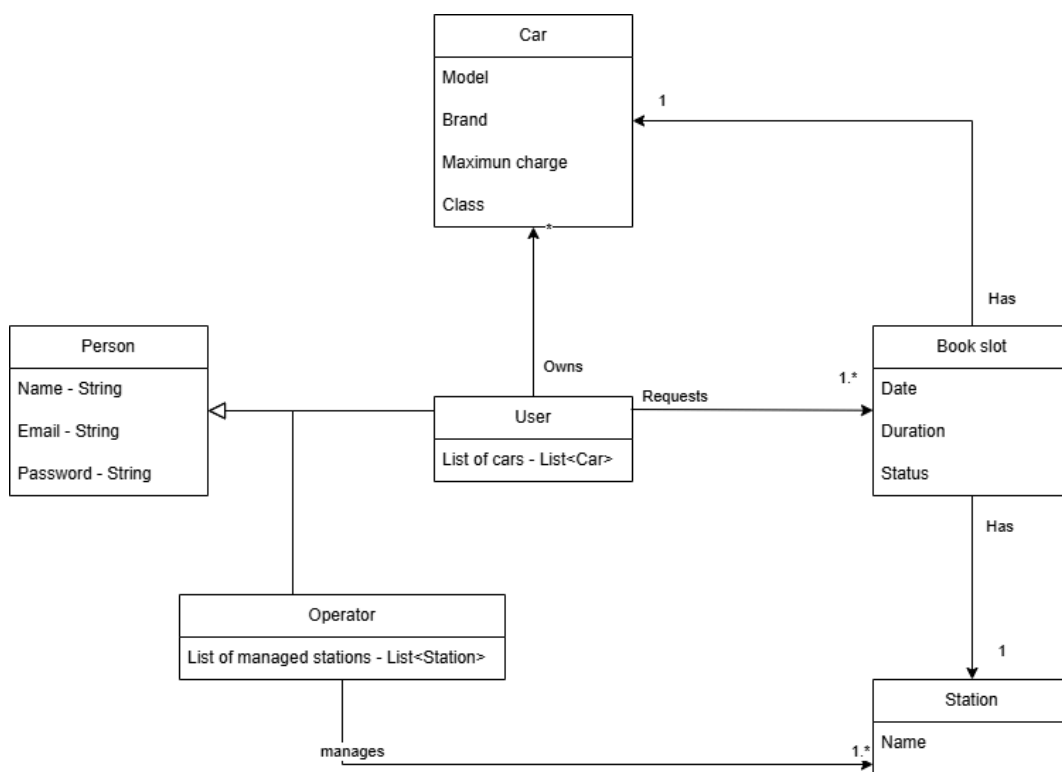 Car
Model
Brand
Maximun charge
Class
*
1
Has
Person
Name - String
Email - String
Password - String
Owns
User
List of cars - List<Car>
Requests
1.*
Book slot
Date
Duration
Status
Has
1
Operator
List of managed stations - List<Station>
manages
1.*
Station
Name